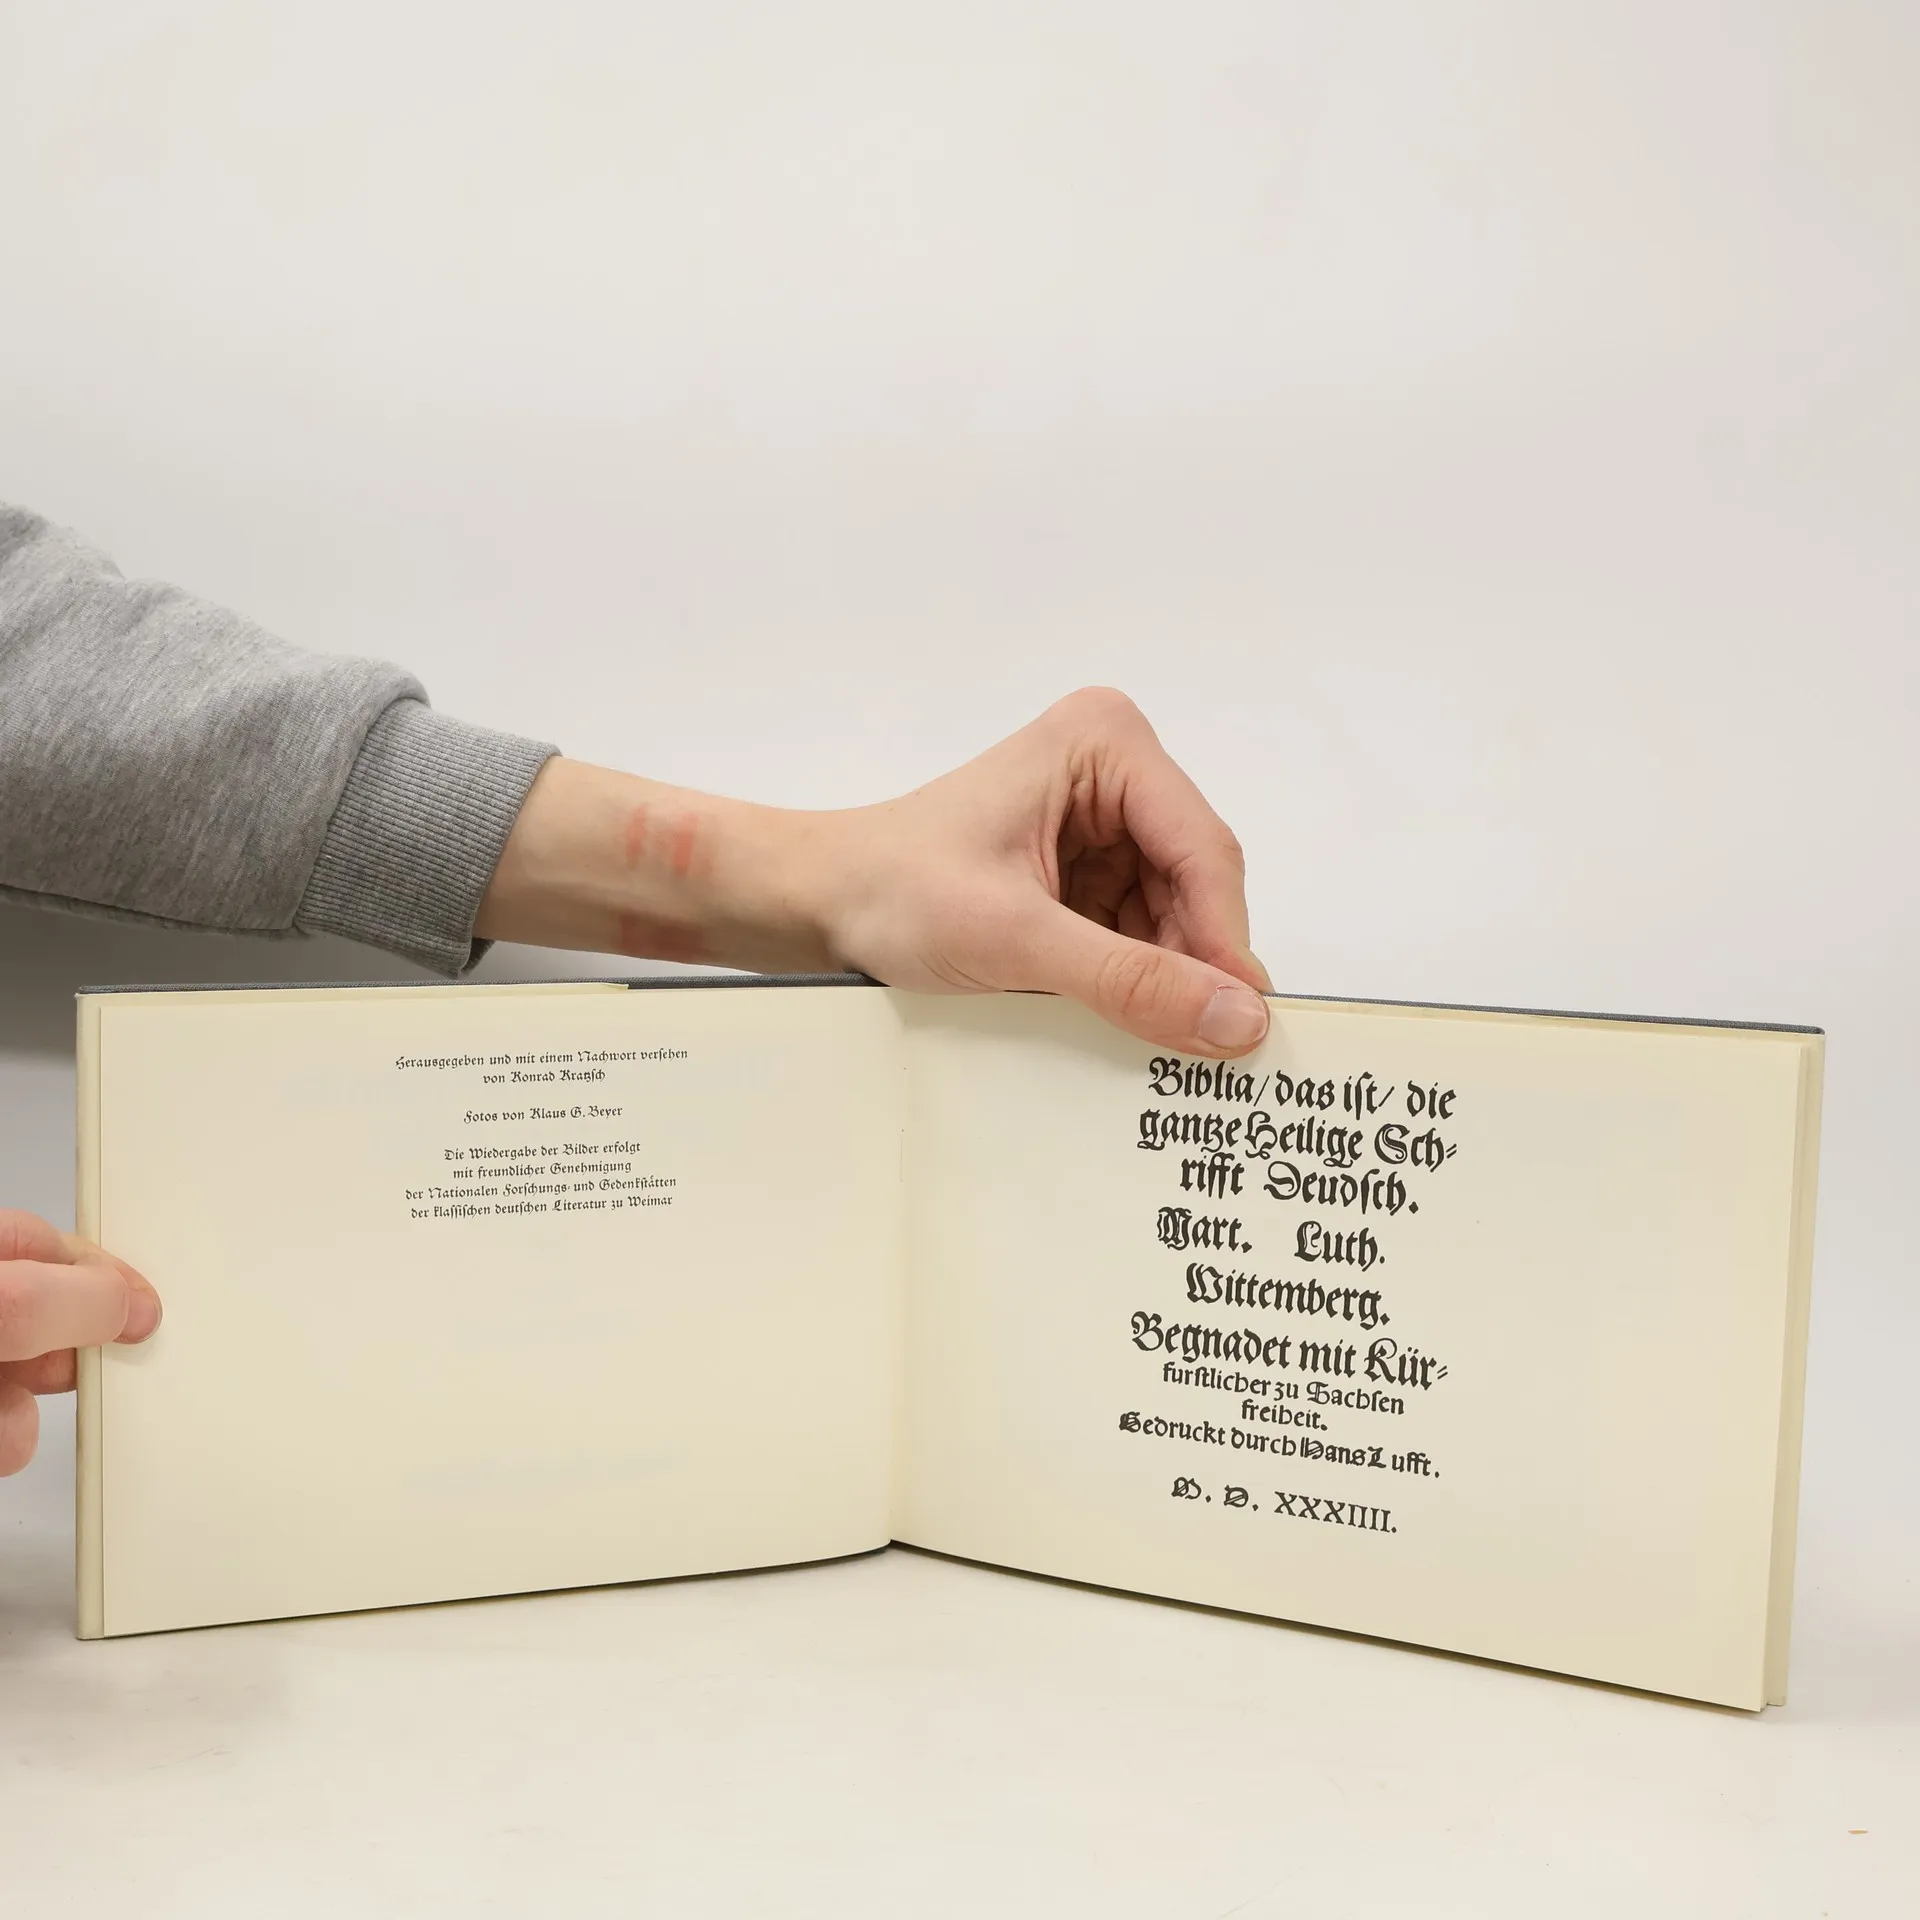 Herausgegeben und mit einem Nachwort versehen
von Konrad Kratzsch
Fotos von Klaus G. Beyer
Die Wiedergabe der Bilder erfolgt
mit freundlicher Genehmigung
der Nationalen Forschungs- und Gedenkstätten
der klassischen deutschen Literatur zu Weimar
Biblia/ das ist/ die
gantze Heilige Sch-
rifft Deudsch.
Mart. Luth.
Wittemberg.
Begnadet mit Kür-
furstlicher zu Sachsen
freiheit.
Gedruckt durch Hans Lufft.
M. D. XXXIIII.